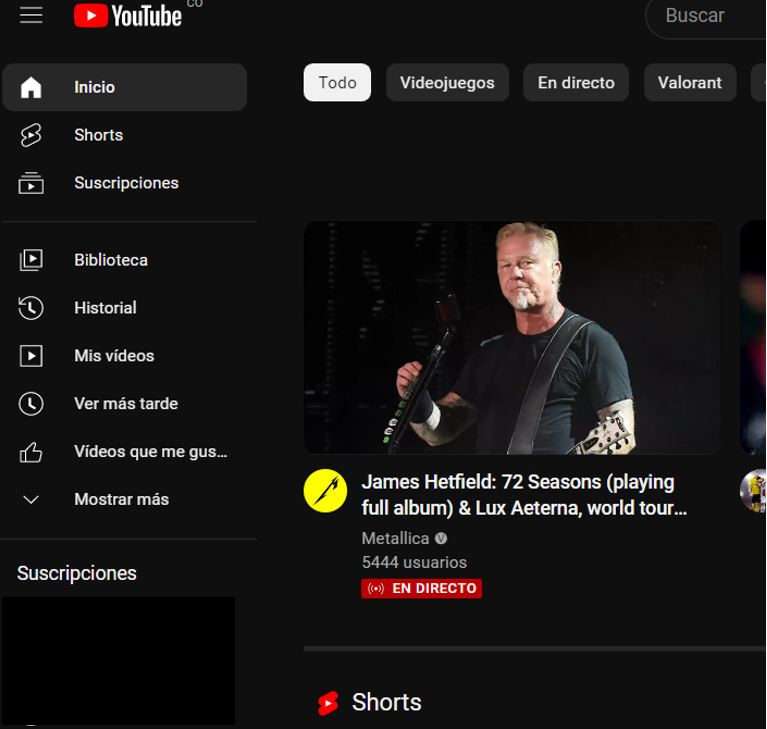 YouTube CO
Buscar
Inicio
Shorts
Suscripciones
Biblioteca
Historial
Mis vídeos
Ver más tarde
Vídeos que me gus...
Mostrar más
Suscripciones
Todo
Videojuegos
En directo
Valorant
James Hetfield: 72 Seasons (playing
full album) & Lux Aeterna, world tour...
Metallica
5444 usuarios
EN DIRECTO
Shorts